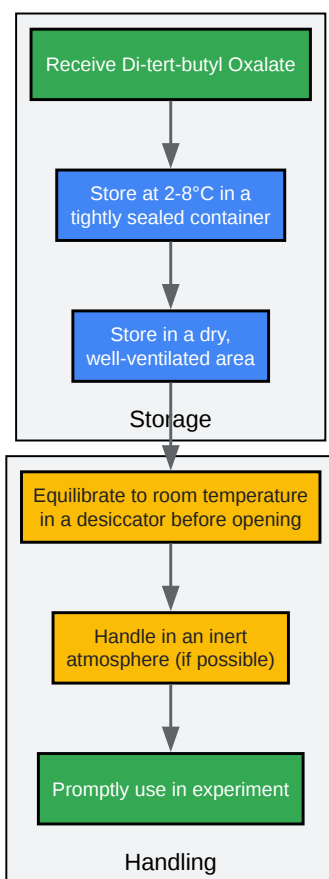 Receive Di-tert-butyl Oxalate
Store at 2-8°C in a
tightly sealed container
Store in a dry,
well-ventilated area
Storage
Equilibrate to room temperature
in a desiccator before opening
Handle in an inert
atmosphere (if possible)
Promptly use in experiment
Handling